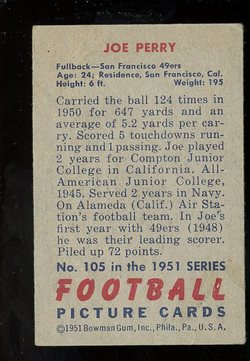 JOE PERRY
Fullback—San Francisco 49ers
Age: 24; Residence, San Francisco, Cal.
Height: 6 ft. Weight: 195
Carried the ball 124 times in
1950 for 647 yards and an
average of 5.2 yards per car-
ry. Scored 5 touchdowns run-
ning and 1 passing. Joe played
2 years for Compton Junior
College in California. All-
American Junior College,
1945. Served 2 years in Navy.
On Alameda (Calif.) Air Sta-
tion's football team. In Joe's
first year with 49ers (1948)
he was their leading scorer.
Piled up 72 points.
No. 105 in the 1951 SERIES
FOOTBALL
PICTURE CARDS
©1951 Bowman Gum, Inc., Phila., Pa., U. S. A.